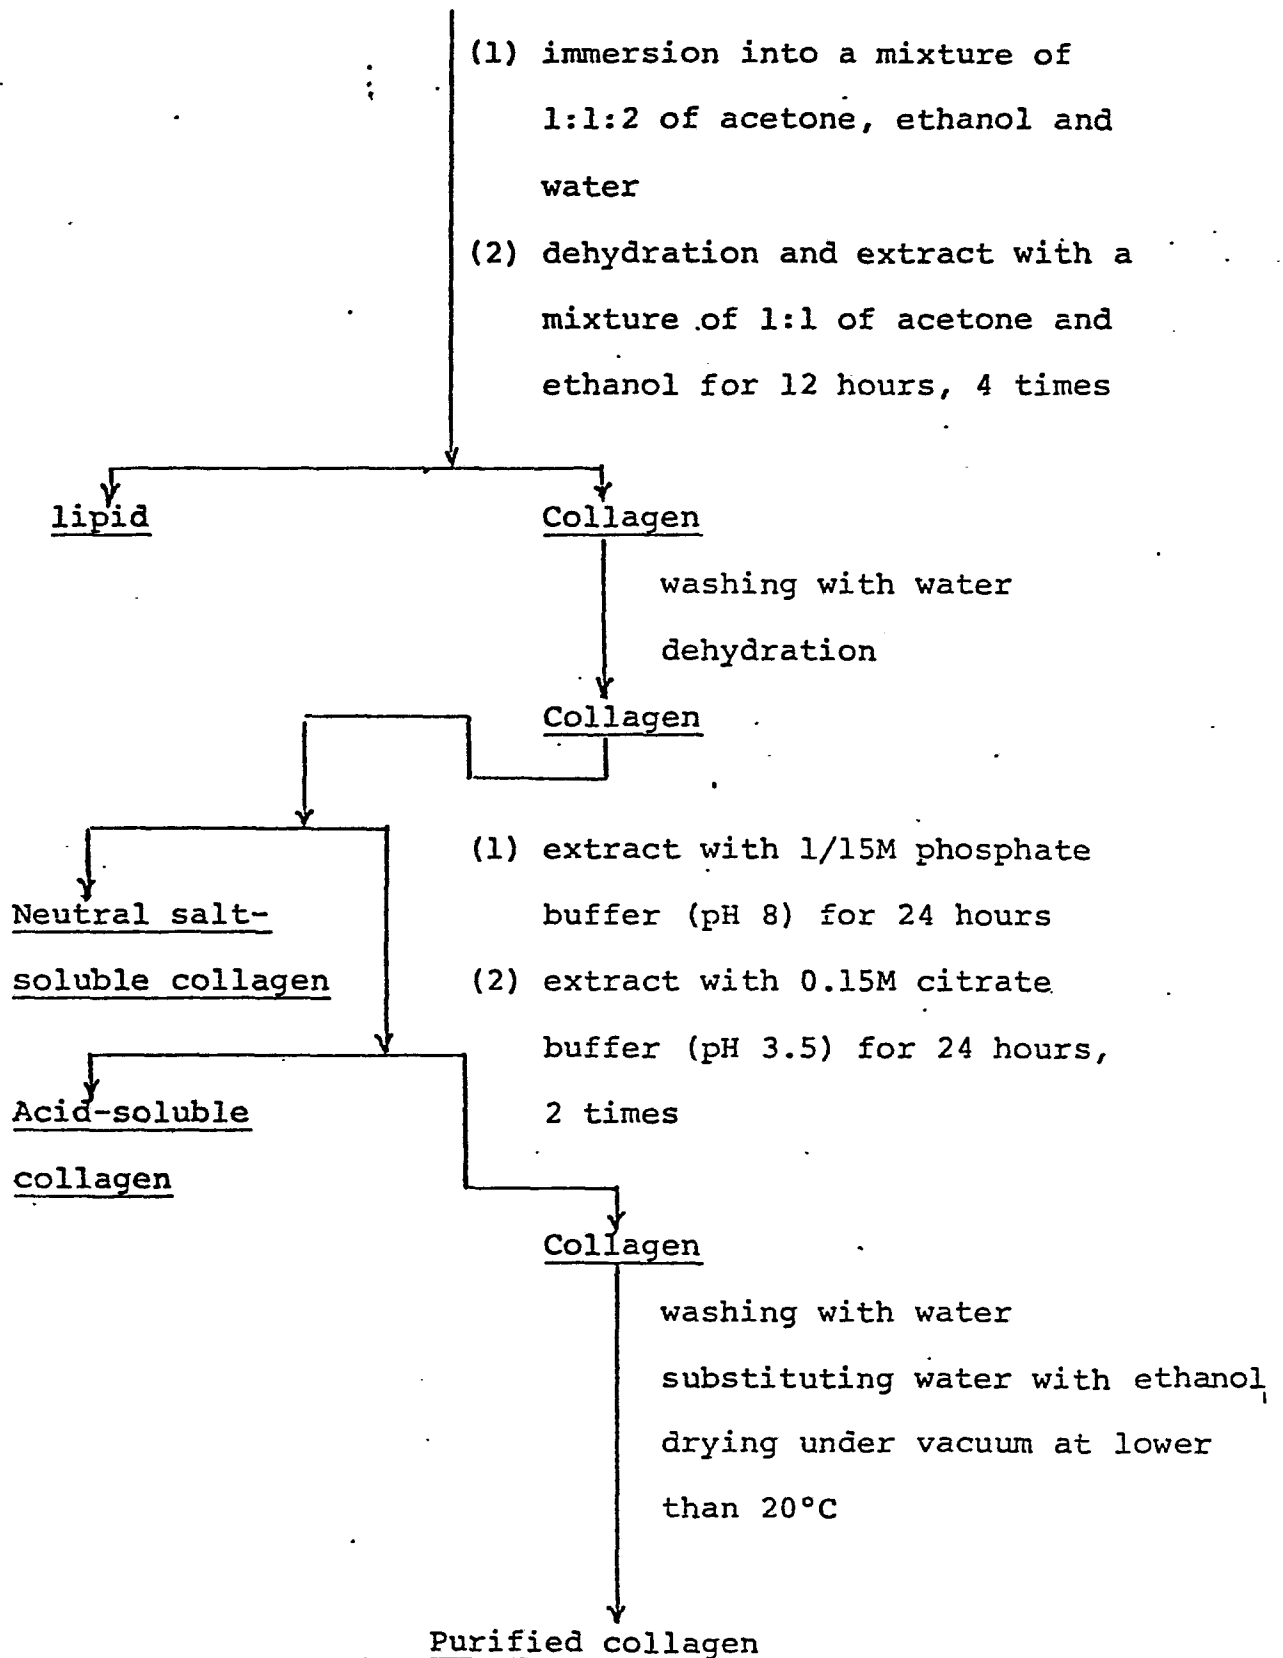 (1) immersion into a mixture of
1:1:2 of acetone, ethanol and
water
(2) dehydration and extract with a
mixture of 1:1 of acetone and
ethanol for 12 hours, 4 times
lipid
Collagen
washing with water
dehydration
Collagen
(1) extract with 1/15M phosphate
buffer (pH 8) for 24 hours
Neutral salt-
soluble collagen
(2) extract with 0.15M citrate
buffer (pH 3.5) for 24 hours,
2 times
Acid-soluble
collagen
Collagen
washing with water
substituting water with ethanol
drying under vacuum at lower
than 20°C
Purified collagen